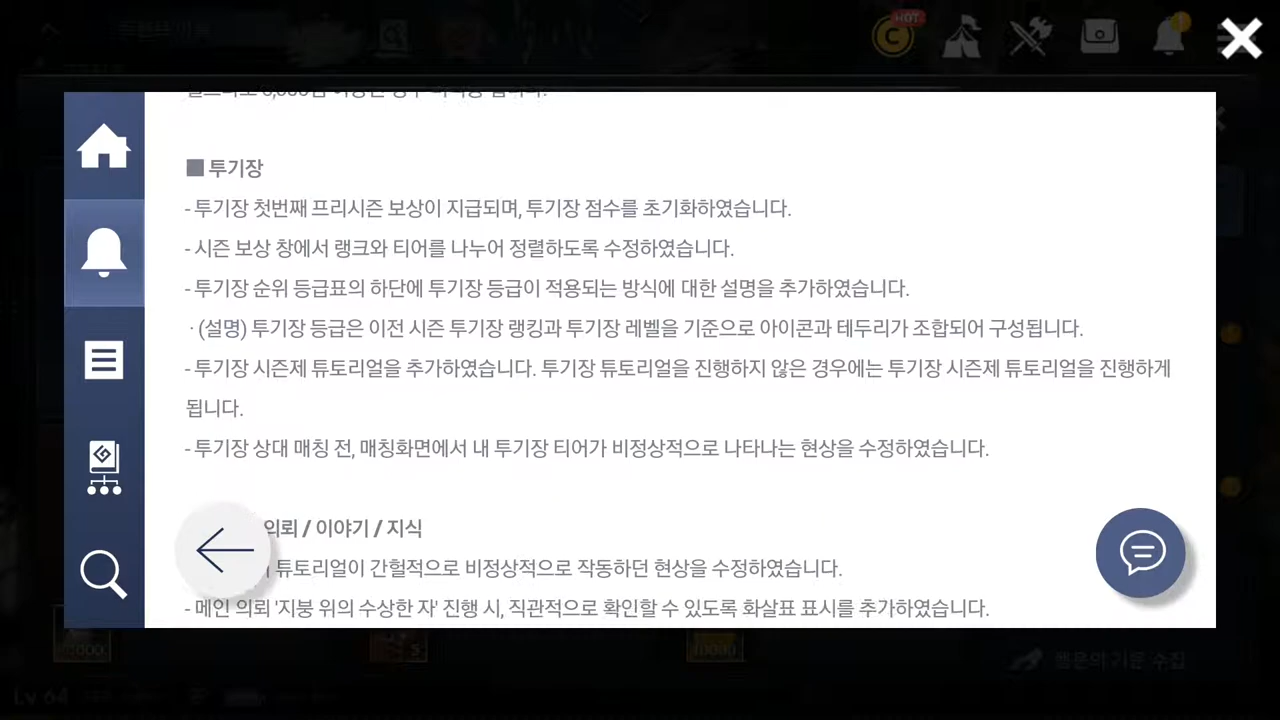 HOT
■ 투기장
- 투기장 첫번째 프리시즌 보상이 지급되며, 투기장 점수를 초기화하였습니다.
- 시즌 보상 창에서 랭크와 티어를 나누어 정렬하도록 수정하였습니다.
- 투기장 순위 등급표의 하단에 투기장 등급이 적용되는 방식에 대한 설명을 추가하였습니다.
· (설명) 투기장 등급은 이전 시즌 투기장 랭킹과 투기장 레벨을 기준으로 아이콘과 테두리가 조합되어 구성됩니다.
- 투기장 시즌제 튜토리얼을 추가하였습니다. 투기장 튜토리얼을 진행하지 않은 경우에는 투기장 시즌제 튜토리얼을 진행하게
됩니다.
- 투기장 상대 매칭 전, 매칭화면에서 내 투기장 티어가 비정상적으로 나타나는 현상을 수정하였습니다.
의뢰 / 이야기 / 지식
튜토리얼이 간헐적으로 비정상적으로 작동하던 현상을 수정하였습니다.
- 메인 의뢰 '지붕 위의 수상한 자' 진행 시, 직관적으로 확인할 수 있도록 화살표 표시를 추가하였습니다.
Lv 64